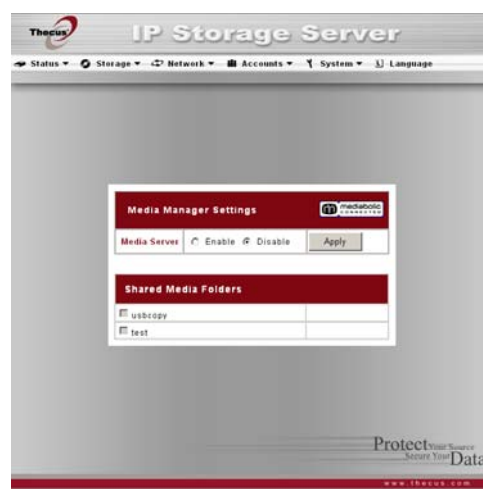 Thecus
IP Storage Server
Status Storage Network Accounts System Language
Media Manager Settings
mediabolic
CONNECTED
Media Server Enable Disable Apply
Shared Media Folders
usbcopy
test
Protect Your Source
Secure Your Data
www.thecus.com